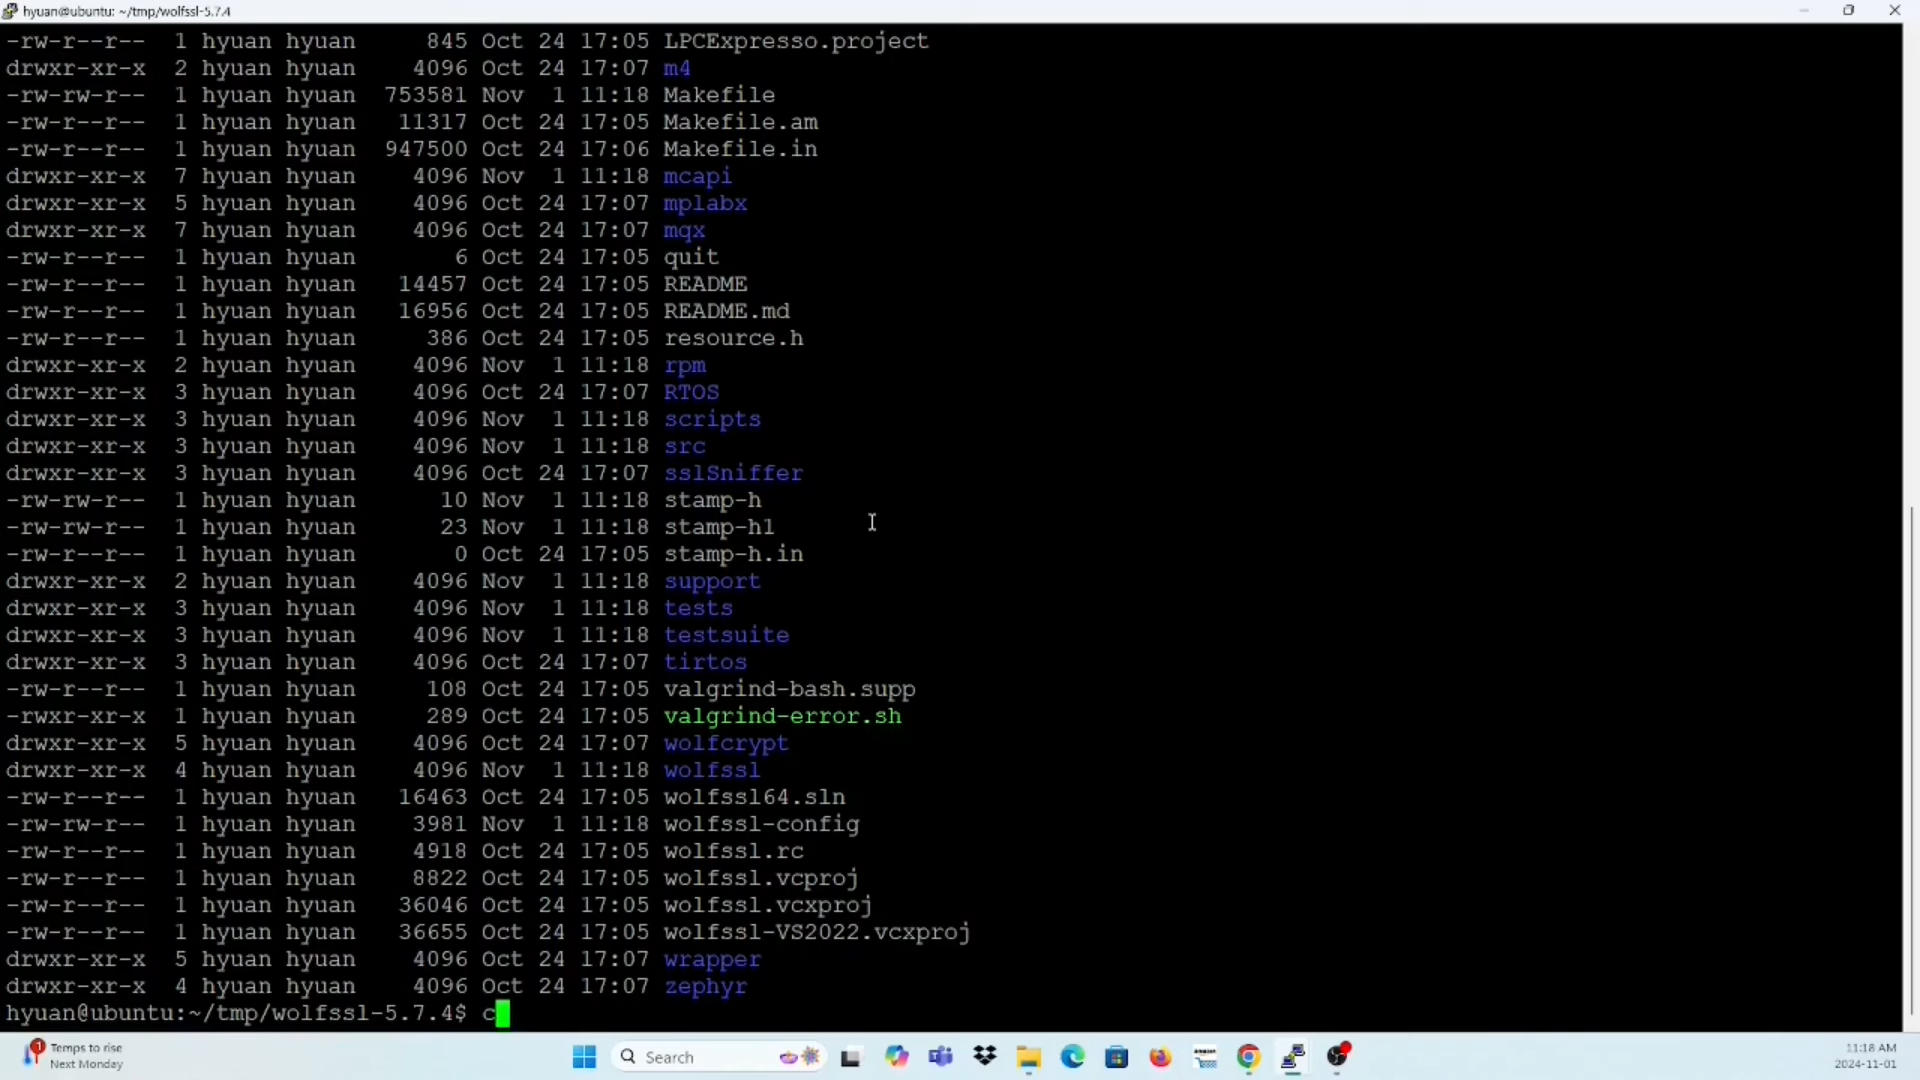 hyuan@ubuntu: ~/tmp/wolfssl-5.7.4
-rw-r--r-- 1 hyuan hyuan 845 Oct 24 17:05 LPCExpresso.project
drwxr-xr-x 2 hyuan hyuan 4096 Oct 24 17:07 m4
-rw-rw-r-- 1 hyuan hyuan 753581 Nov 1 11:18 Makefile
-rw-r--r-- 1 hyuan hyuan 11317 Oct 24 17:05 Makefile.am
-rw-r--r-- 1 hyuan hyuan 947500 Oct 24 17:06 Makefile.in
drwxr-xr-x 7 hyuan hyuan 4096 Nov 1 11:18 mcapi
drwxr-xr-x 5 hyuan hyuan 4096 Oct 24 17:07 mplabx
drwxr-xr-x 7 hyuan hyuan 4096 Oct 24 17:07 mqx
-rw-r--r-- 1 hyuan hyuan 6 Oct 24 17:05 quit
-rw-r--r-- 1 hyuan hyuan 14457 Oct 24 17:05 README
-rw-r--r-- 1 hyuan hyuan 16956 Oct 24 17:05 README.md
-rw-r--r-- 1 hyuan hyuan 386 Oct 24 17:05 resource.h
drwxr-xr-x 2 hyuan hyuan 4096 Nov 1 11:18 rpm
drwxr-xr-x 3 hyuan hyuan 4096 Oct 24 17:07 RTOS
drwxr-xr-x 3 hyuan hyuan 4096 Nov 1 11:18 scripts
drwxr-xr-x 3 hyuan hyuan 4096 Nov 1 11:18 src
drwxr-xr-x 3 hyuan hyuan 4096 Oct 24 17:07 sslSniffer
-rw-rw-r-- 1 hyuan hyuan 10 Nov 1 11:18 stamp-h
-rw-rw-r-- 1 hyuan hyuan 23 Nov 1 11:18 stamp-h1
-rw-r--r-- 1 hyuan hyuan 0 Oct 24 17:05 stamp-h.in
drwxr-xr-x 2 hyuan hyuan 4096 Nov 1 11:18 support
drwxr-xr-x 3 hyuan hyuan 4096 Nov 1 11:18 tests
drwxr-xr-x 3 hyuan hyuan 4096 Nov 1 11:18 testsuite
drwxr-xr-x 3 hyuan hyuan 4096 Oct 24 17:07 tirtos
-rw-r--r-- 1 hyuan hyuan 108 Oct 24 17:05 valgrind-bash.supp
-rwxr-xr-x 1 hyuan hyuan 289 Oct 24 17:05 valgrind-error.sh
drwxr-xr-x 5 hyuan hyuan 4096 Oct 24 17:07 wolfcrypt
drwxr-xr-x 4 hyuan hyuan 4096 Nov 1 11:18 wolfssl
-rw-r--r-- 1 hyuan hyuan 16463 Oct 24 17:05 wolfssl64.sln
-rw-rw-r-- 1 hyuan hyuan 3981 Nov 1 11:18 wolfssl-config
-rw-r--r-- 1 hyuan hyuan 4918 Oct 24 17:05 wolfssl.rc
-rw-r--r-- 1 hyuan hyuan 8822 Oct 24 17:05 wolfssl.vcproj
-rw-r--r-- 1 hyuan hyuan 36046 Oct 24 17:05 wolfssl.vcxproj
-rw-r--r-- 1 hyuan hyuan 36655 Oct 24 17:05 wolfssl-VS2022.vcxproj
drwxr-xr-x 5 hyuan hyuan 4096 Oct 24 17:07 wrapper
drwxr-xr-x 4 hyuan hyuan 4096 Oct 24 17:07 zephyr
hyuan@ubuntu:~/tmp/wolfssl-5.7.4$ c
1
Temps to rise
Next Monday
Search
amazon
11:18 AM
2024-11-01